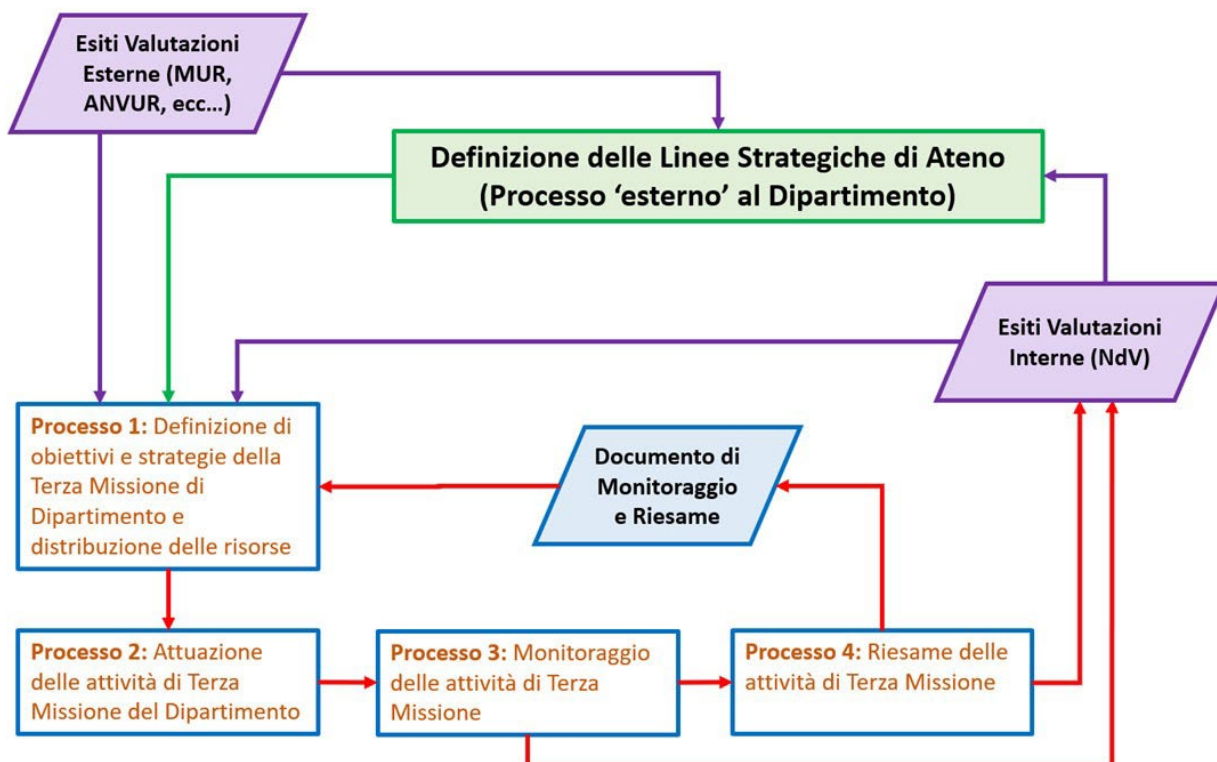 Esiti Valutazioni
Esterne (MUR,
ANVUR, ecc...)
Definizione delle Linee Strategiche di Ateno
(Processo ‘esterno’ al Dipartimento)
Esiti Valutazioni
Interne (NdV)
Processo 1: Definizione di
obiettivi e strategie della
Terza Missione di
Dipartimento e
distribuzione delle risorse
Documento di
Monitoraggio
e Riesame
Processo 2: Attuazione
delle attività di Terza
Missione del Dipartimento
Processo 3: Monitoraggio
delle attività di Terza
Missione
Processo 4: Riesame delle
attività di Terza Missione